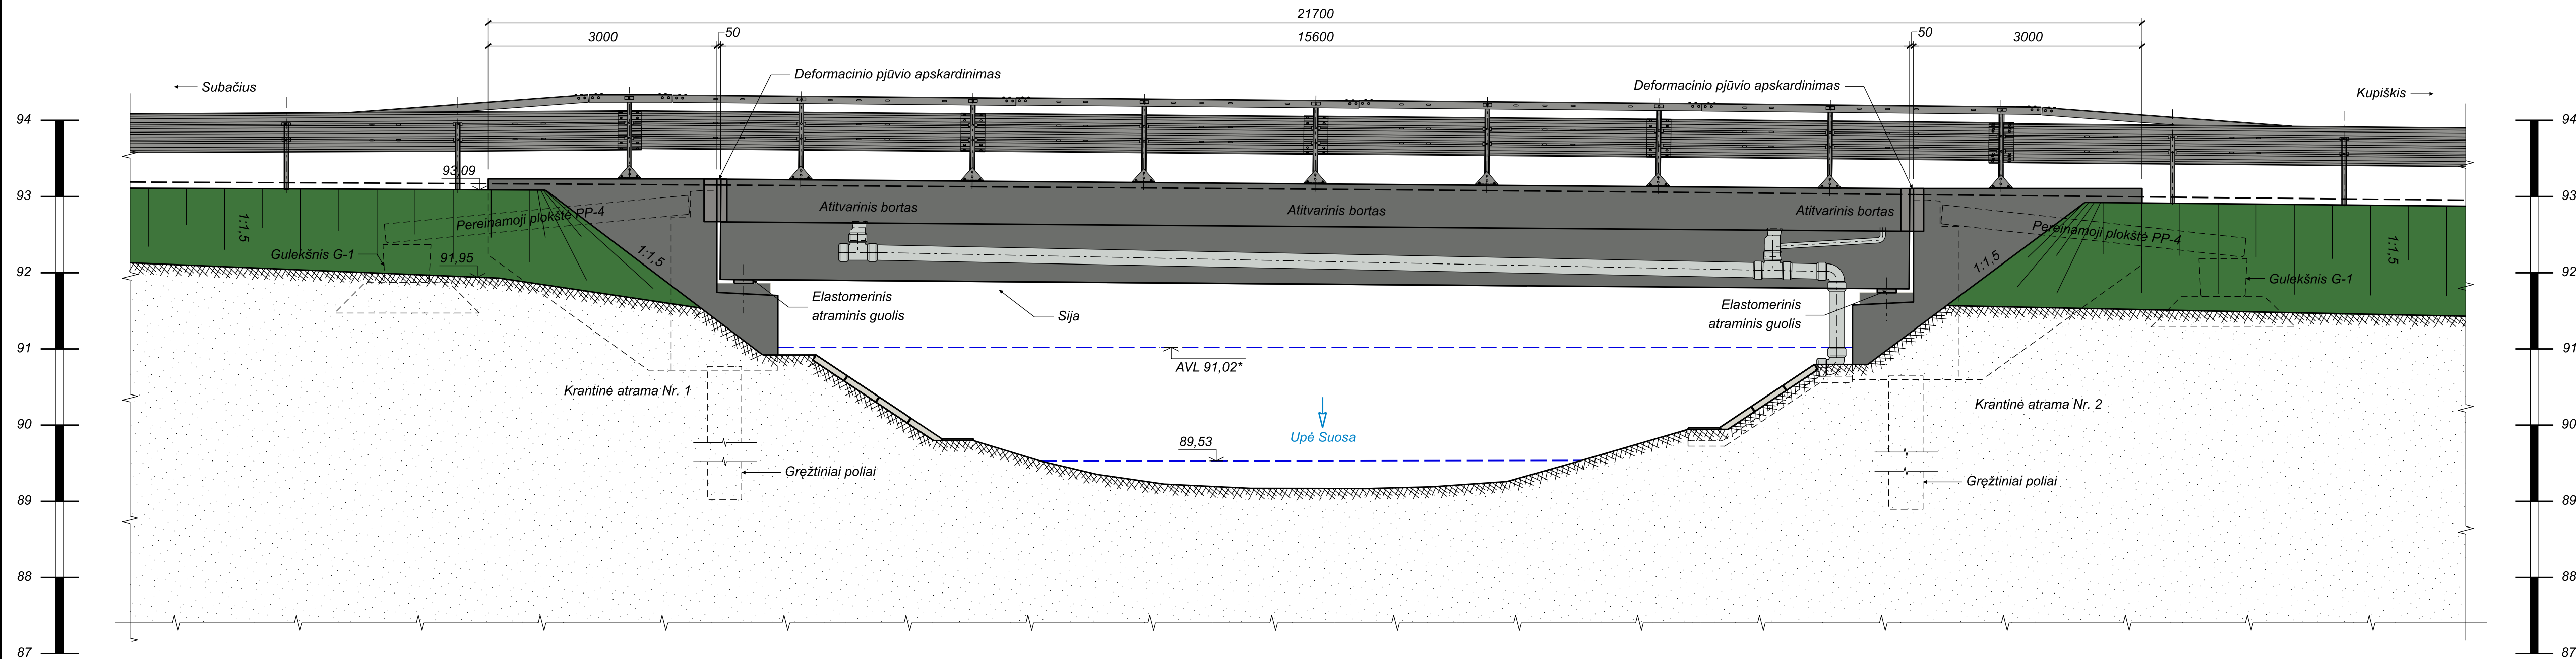 21700
3000
50
15600
50
3000
Deformacinio pjūvio apskardinimas
Deformacinio pjūvio apskardinimas
Subačius
Kupiškis
94
94
93,09
93
93
Atitvarinis bortas
Atitvarinis bortas
Atitvarinis bortas
Pereinamoji plokštė PP-4
Pereinamoji plokštė PP-4
1:1,5
1:1,5
Gulekšnis G-1
91,95
1:1,5
1:1,5
Gulekšnis G-1
92
92
Elastomerinis
atraminis guolis
Sija
Elastomerinis
atraminis guolis
91
91
AVL 91,02*
Krantinė atrama Nr. 1
Krantinė atrama Nr. 2
90
90
Upė Suosa
89,53
Gręžtiniai poliai
Gręžtiniai poliai
89
89
88
88
87
87